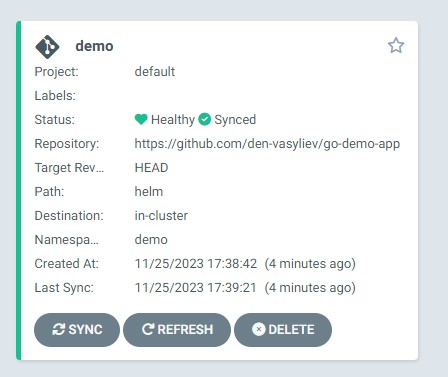 demo
Project: default
Labels:
Status: Healthy Synced
Repository: https://github.com/den-vasyliev/go-demo-app
Target Rev... HEAD
Path: helm
Destination: in-cluster
Namespa... demo
Created At: 11/25/2023 17:38:42 (4 minutes ago)
Last Sync: 11/25/2023 17:39:21 (4 minutes ago)
SYNC REFRESH DELETE